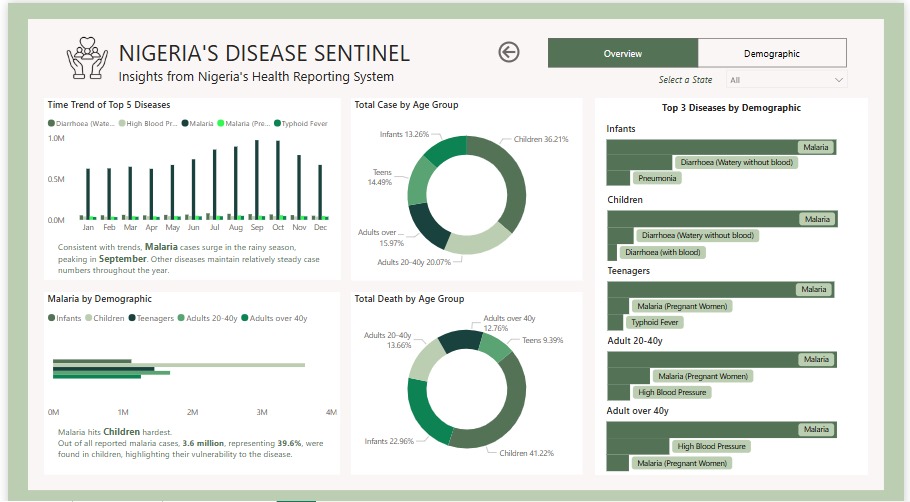 NIGERIA'S DISEASE SENTINEL
Insights from Nigeria's Health Reporting System
Overview
Demographic
Select a State
All
Time Trend of Top 5 Diseases
Diarrhoea (Wate... High Blood Pr... Malaria Malaria (Pre... Typhoid Fever
1.0M
0.5M
0.0M
Jan Feb Mar Apr May Jun Jul Aug Sep Oct Nov Dec
Consistent with trends, Malaria cases surge in the rainy season,
peaking in September. Other diseases maintain relatively steady case
numbers throughout the year.
Total Case by Age Group
Infants 13.26%
Children 36.21%
Teens
14.49%
Adults over ...
15.97%
Adults 20-40y 20.07%
Malaria by Demographic
Infants Children Teenagers Adults 20-40y Adults over 40y
0M 1M 2M 3M 4M
Malaria hits Children hardest.
Out of all reported malaria cases, 3.6 million, representing 39.6%, were
found in children, highlighting their vulnerability to the disease.
Total Death by Age Group
Adults over 40y
12.76%
Adults 20-40y
13.66%
Teens 9.39%
Infants 22.96%
Children 41.22%
Top 3 Diseases by Demographic
Infants
Malaria
Diarrhoea (Watery without blood)
Pneumonia
Children
Malaria
Diarrhoea (Watery without blood)
Diarrhoea (with blood)
Teenagers
Malaria
Malaria (Pregnant Women)
Typhoid Fever
Adult 20-40y
Malaria
Malaria (Pregnant Women)
High Blood Pressure
Adult over 40y
Malaria
High Blood Pressure
Malaria (Pregnant Women)